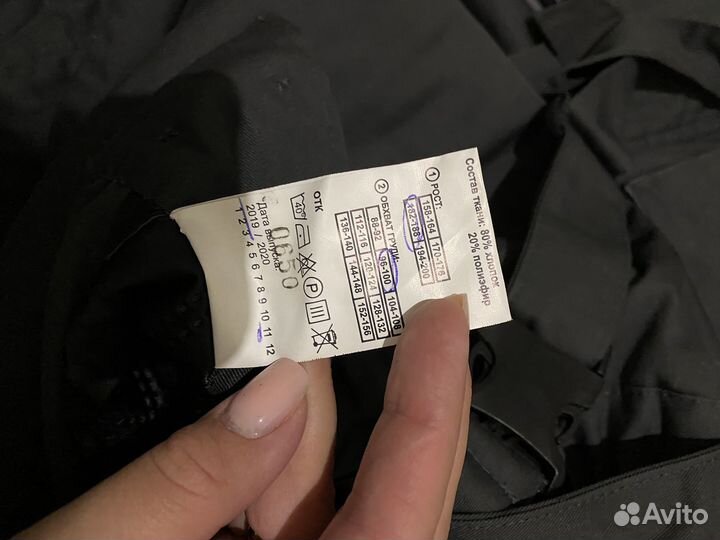 Состав ткани: 80% хлопок
20% полиэфир
① РОСТ:
158-164 170-176
182-188 194-200
② ОБХВАТ ГРУДИ:
88-92 96-100 104-108
112-116 120-124 128-132
136-140 144-148 152-156
ОТК
40°
P
0650
Дата выпуска:
2019 / 2020
1 2 3 4 5 6 7 8 9 10 11 12
Avito